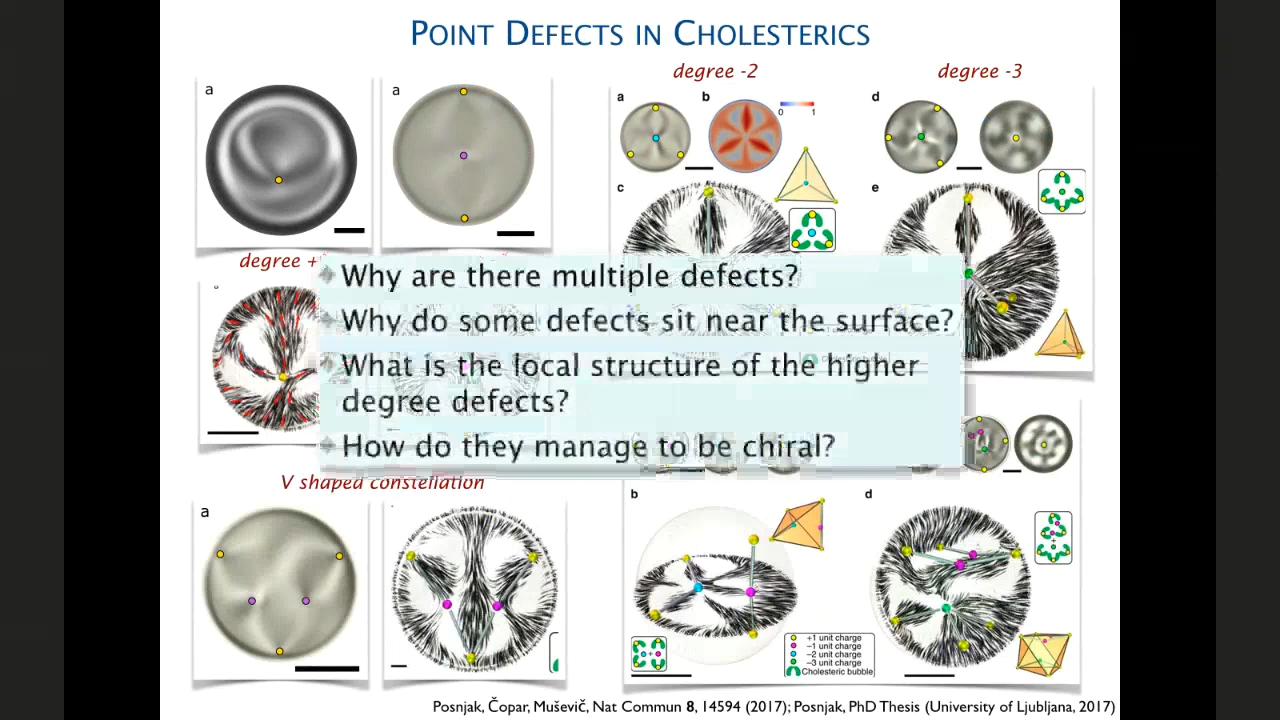 POINT DEFECTS IN CHOLESTERICS
degree -2
degree -3
a
a
a
b
0
1
d
c
e
degree +
Why are there multiple defects?
Why do some defects sit near the surface?
What is the local structure of the higher
degree defects?
How do they manage to be chiral?
V shaped constellation
a
b
d
+1 unit charge
-1 unit charge
-2 unit charge
-3 unit charge
Cholesteric bubble
Posnjak, Čopar, Muševič, Nat Commun 8, 14594 (2017); Posnjak, PhD Thesis (University of Ljubljana, 2017)